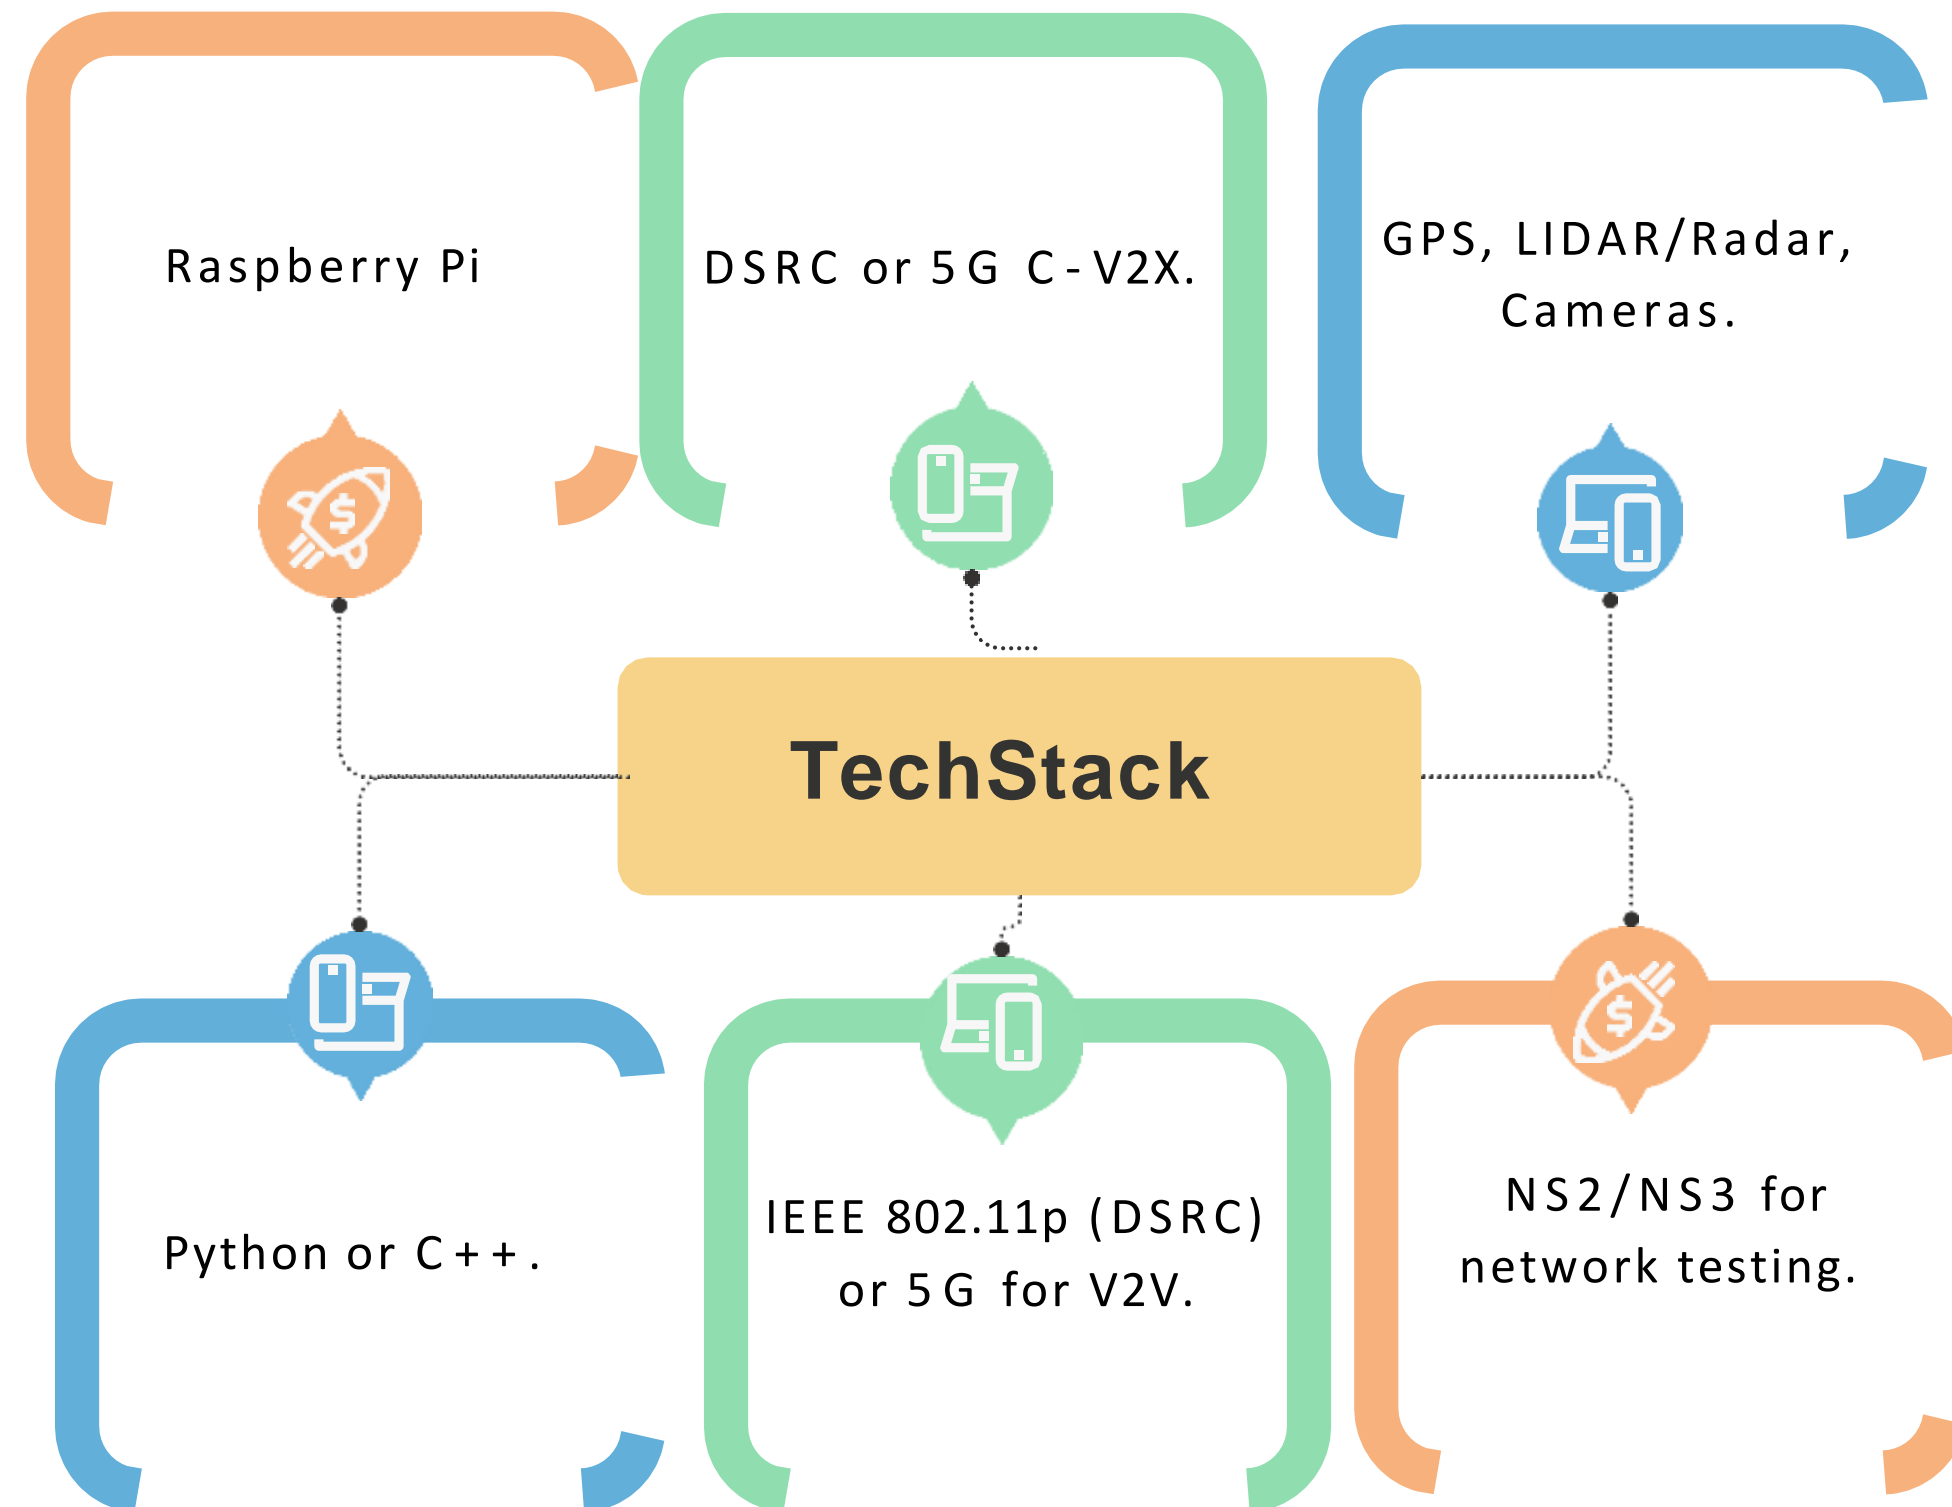 Raspberry Pi
DSRC or 5G C-V2X.
GPS, LIDAR/Radar,
Cameras.
TechStack
Python or C++.
IEEE 802.11p (DSRC)
or 5G for V2V.
NS2/NS3 for
network testing.